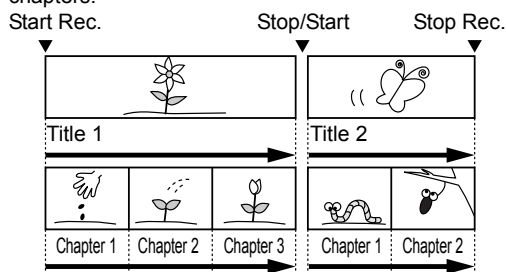 chapters.
Start Rec. Stop/Start Stop Rec.
Title 1 Title 2
Chapter 1 Chapter 2 Chapter 3 Chapter 1 Chapter 2